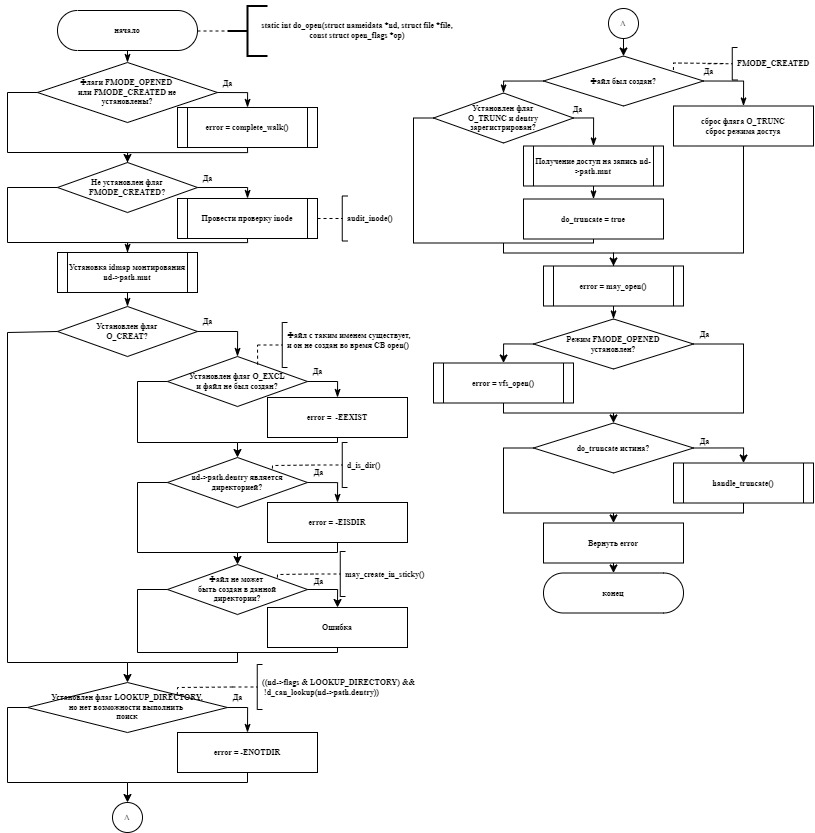 начало
static int do_open(struct nameidata *nd, struct file *file,
const struct open_flags *op)
Флаги FMODE_OPENED
или FMODE_CREATED не
установлены?
Да
error = complete_walk()
Не установлен флаг
FMODE_CREATED?
Да
Провести проверку inode
audit_inode()
Установка idmap монтирования
nd->path.mnt
Установлен флаг
O_CREAT?
Да
Файл с таким именем существует,
и он не создан во время СВ open()
Установлен флаг O_EXCL
и файл не был создан?
Да
error = -EEXIST
d_is_dir()
nd->path.dentry является
директорией?
Да
error = -EISDIR
may_create_in_sticky()
Файл не может
быть создан в данной
директории?
Да
Ошибка
((nd->flags & LOOKUP_DIRECTORY) &&
!d_can_lookup(nd->path.dentry))
Установлен флаг LOOKUP_DIRECTORY,
но нет возможности выполнить
поиск
Да
error = -ENOTDIR
А
А
FMODE_CREATED
Файл был создан?
Да
сброс флага O_TRUNC
сброс режима достуа
Установлен флаг
O_TRUNC и dentry
зарегистрирован?
Да
Получение доступ на запись nd-
>path.mnt
do_truncate = true
error = may_open()
Режим FMODE_OPENED
установлен?
Да
error = vfs_open()
do_truncate истина?
Да
handle_truncate()
Вернуть error
конец